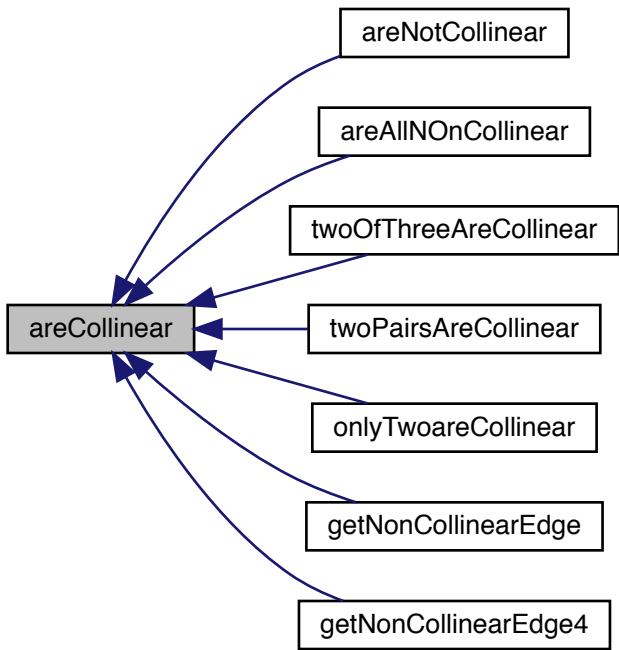 areNotCollinear
areAllNOnCollinear
twoOfThreeAreCollinear
areCollinear
twoPairsAreCollinear
onlyTwoareCollinear
getNonCollinearEdge
getNonCollinearEdge4